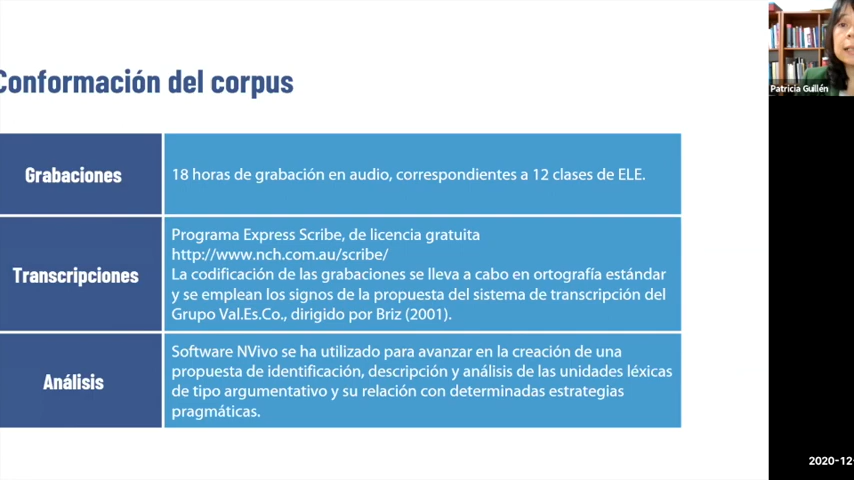 Conformación del corpus
Patricia Guillén
Grabaciones
18 horas de grabación en audio, correspondientes a 12 clases de ELE.
Transcripciones
Programa Express Scribe, de licencia gratuita
http://www.nch.com.au/scribe/
La codificación de las grabaciones se lleva a cabo en ortografía estándar
y se emplean los signos de la propuesta del sistema de transcripción del
Grupo Val.Es.Co., dirigido por Briz (2001).
Análisis
Software NVivo se ha utilizado para avanzar en la creación de una
propuesta de identificación, descripción y análisis de las unidades léxicas
de tipo argumentativo y su relación con determinadas estrategias
pragmáticas.
2020-12-